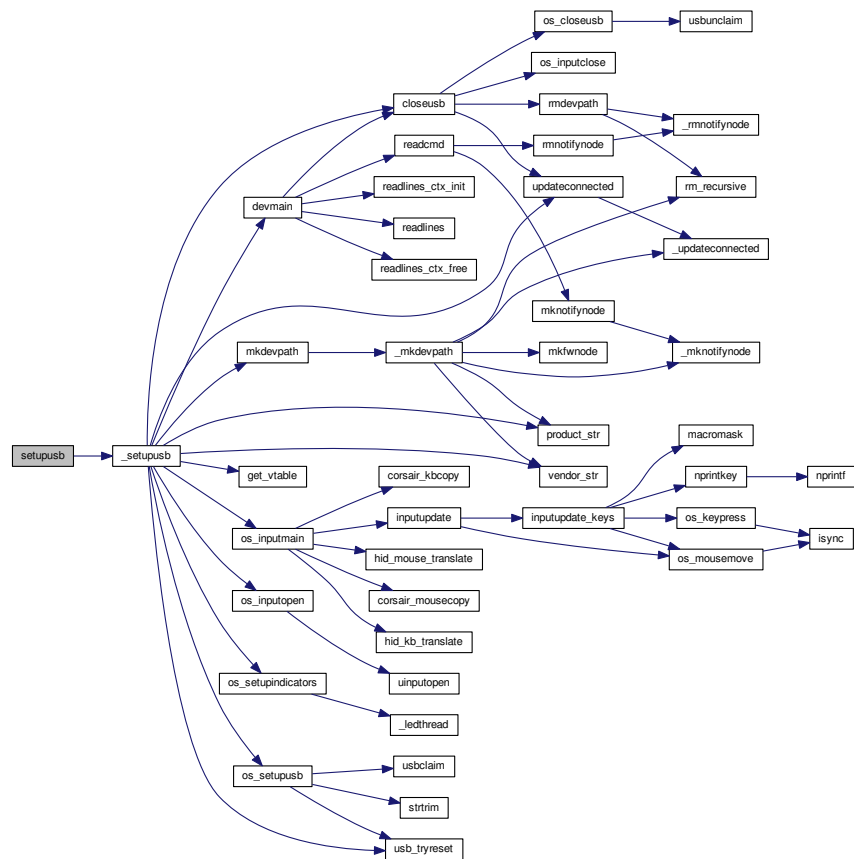 os_closeusb
usbunclaim
os_inputclose
closeusb
rmdevpath
_rmnotifynode
readcmd
rmnotifynode
readlines_ctx_init
updateconnected
rm_recursive
devmain
readlines
_updateconnected
readlines_ctx_free
mknotifynode
mkdevpath
_mkdevpath
mkfwnode
_mknotifynode
product_str
macromask
setupusb
_setupusb
get_vtable
corsair_kbcopy
vendor_str
nprintkey
nprintf
inputupdate
inputupdate_keys
os_keypress
os_inputmain
isync
hid_mouse_translate
os_mousemove
os_inputopen
corsair_mousecopy
hid_kb_translate
os_setupindicators
uinputopen
_ledthread
os_setupusb
usbclaim
strtrim
usb_tryreset